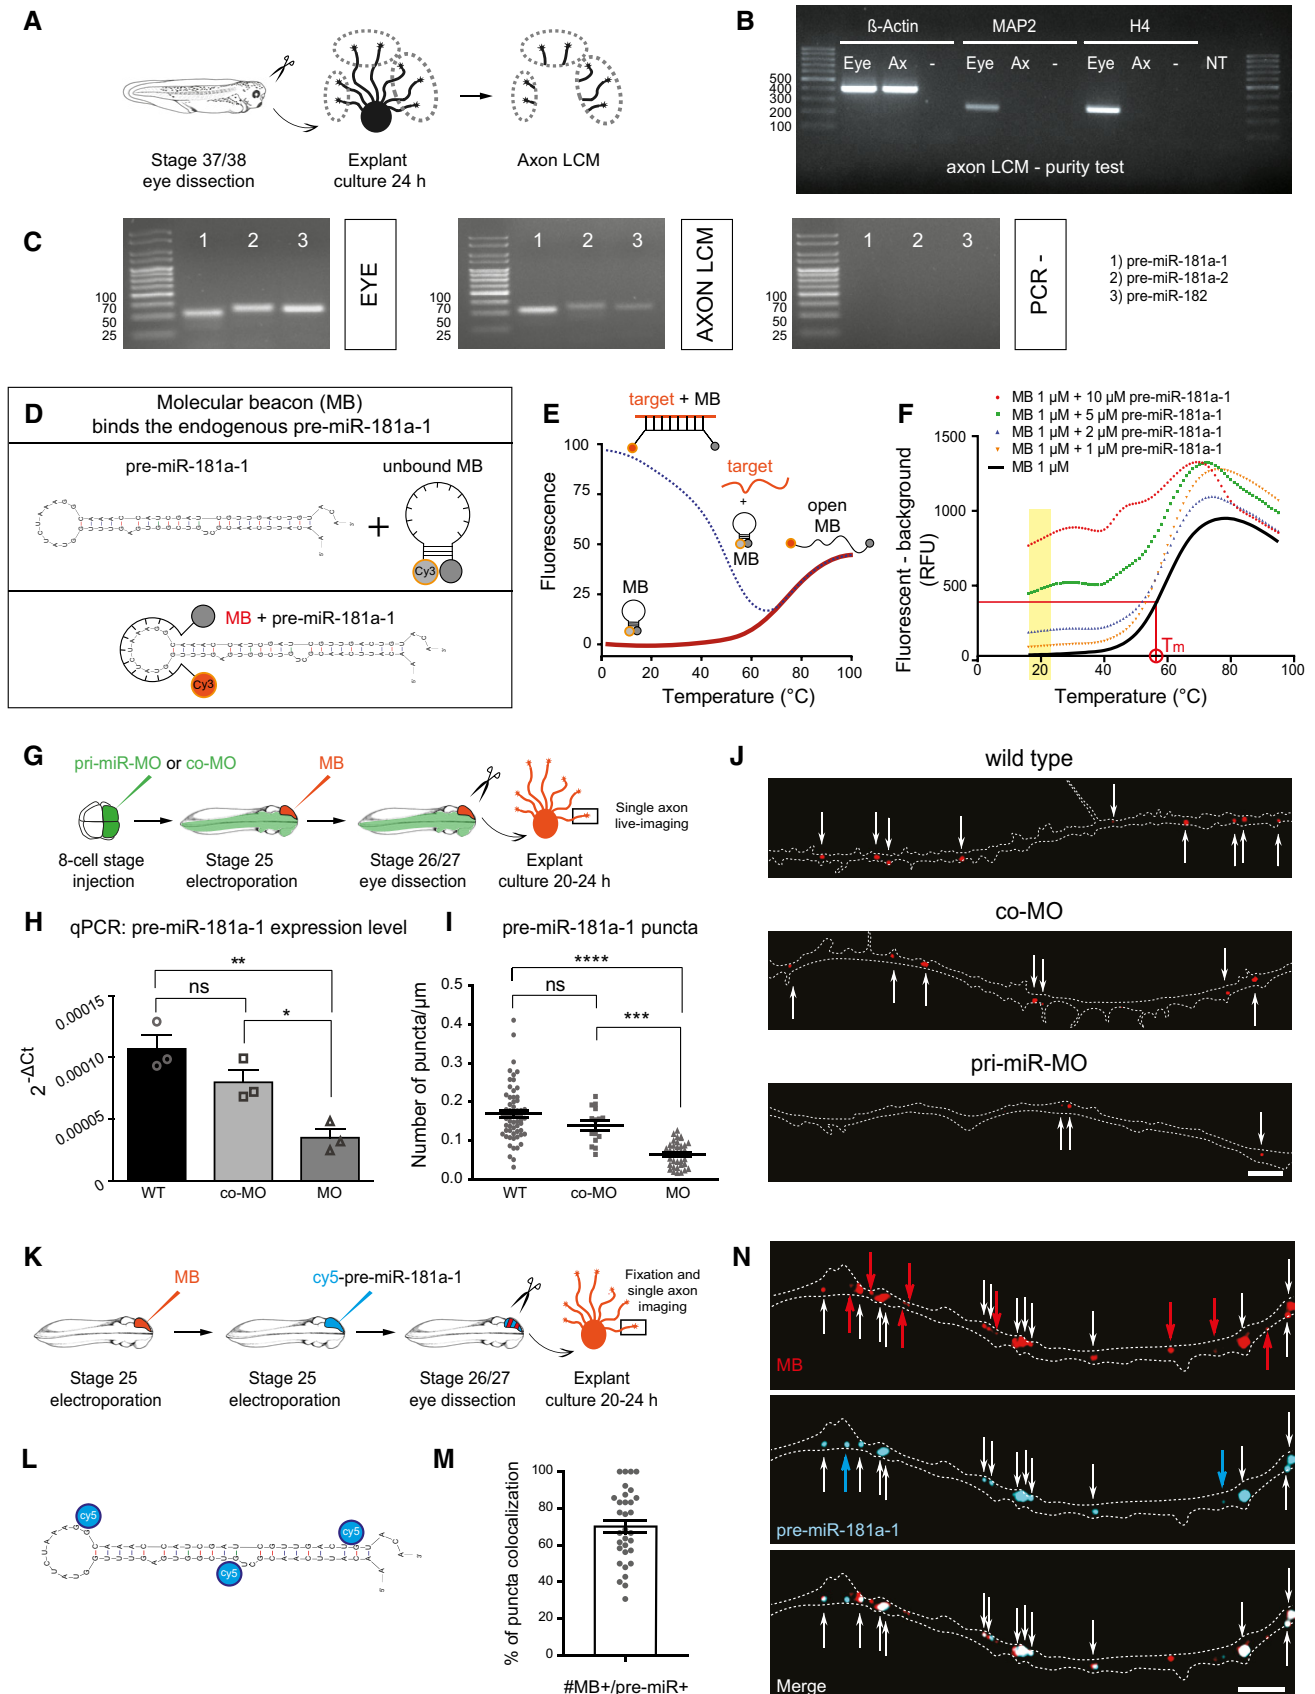 A
Stage 37/38
eye dissection
Explant
culture 24 h
Axon LCM
B
ß-Actin MAP2 H4
Eye Ax - Eye Ax - Eye Ax - NT
500
400
300
200
100
axon LCM - purity test
C
1 2 3
100
70
50
25
EYE
1 2 3
100
70
50
25
AXON LCM
1 2 3
100
70
50
25
PCR -
1) pre-miR-181a-1
2) pre-miR-181a-2
3) pre-miR-182
D
Molecular beacon (MB)
binds the endogenous pre-miR-181a-1
pre-miR-181a-1
unbound MB
+
Cy3
MB + pre-miR-181a-1
Cy3
E
target + MB
target
+
MB
open
MB
MB
Fluorescence
100
75
50
25
0
0 20 40 60 80 100
Temperature (°C)
F
MB 1 µM + 10 µM pre-miR-181a-1
MB 1 µM + 5 µM pre-miR-181a-1
MB 1 µM + 2 µM pre-miR-181a-1
MB 1 µM + 1 µM pre-miR-181a-1
MB 1 µM
Fluorescent - background
(RFU)
1500
1000
500
0
Tm
0 20 40 60 80 100
Temperature (°C)
G
pri-miR-MO or co-MO
MB
8-cell stage
injection
Stage 25
electroporation
Stage 26/27
eye dissection
Explant
culture 20-24 h
Single axon
live-imaging
H
qPCR: pre-miR-181a-1 expression level
**
ns
*
2-ΔCt
0.00015
0.00010
0.00005
0
WT co-MO MO
I
pre-miR-181a-1 puncta
****
ns
***
Number of puncta/µm
0.5
0.4
0.3
0.2
0.1
0.0
WT co-MO MO
J
wild type
co-MO
pri-miR-MO
K
MB
cy5-pre-miR-181a-1
Stage 25
electroporation
Stage 25
electroporation
Stage 26/27
eye dissection
Explant
culture 20-24 h
Fixation and
single axon
imaging
L
cy5
cy5
cy5
M
% of puncta colocalization
100
80
60
40
20
0
#MB+/pre-miR+
N
MB
pre-miR-181a-1
Merge